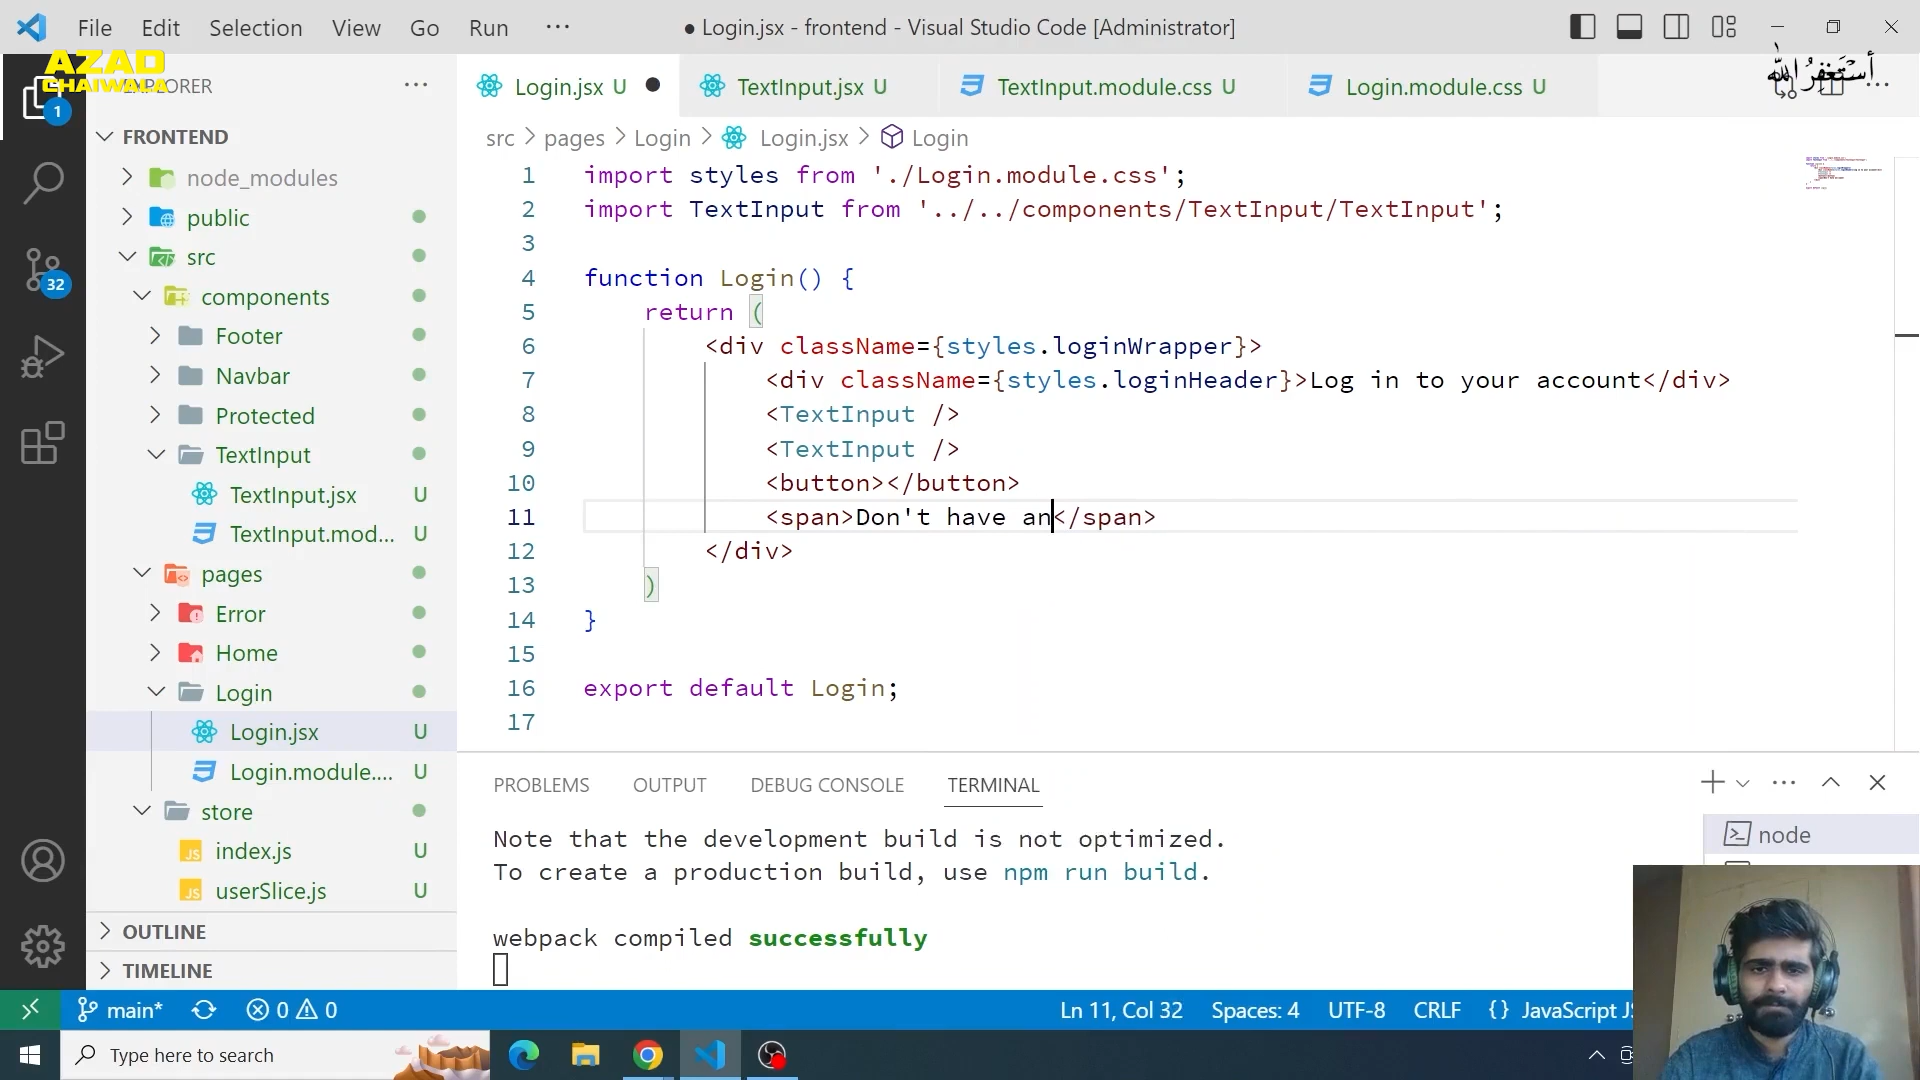 File Edit Selection View Go Run ···
● Login.jsx - frontend - Visual Studio Code [Administrator]
AZAD
CHAIWALA
EXPLORER ···
Login.jsx U ●
TextInput.jsx U
TextInput.module.css U
Login.module.css U
أستغفر الله
src > pages > Login > Login.jsx > Login
1
FRONTEND
node_modules
public
src
components
Footer
Navbar
Protected
TextInput
TextInput.jsx U
TextInput.mod... U
pages
Error
Home
Login
Login.jsx U
Login.module.... U
store
index.js U
userSlice.js U
OUTLINE
TIMELINE
32
1 import styles from './Login.module.css';
2 import TextInput from '../../components/TextInput/TextInput';
3
4 function Login() {
5 return (
6 <div className={styles.loginWrapper}>
7 <div className={styles.loginHeader}>Log in to your account</div>
8 <TextInput />
9 <TextInput />
10 <button></button>
11 <span>Don't have an</span>
12 </div>
13 )
14 }
15
16 export default Login;
17
PROBLEMS OUTPUT DEBUG CONSOLE TERMINAL
Note that the development build is not optimized.
To create a production build, use npm run build.
webpack compiled successfully
node
main* 0 0
Ln 11, Col 32 Spaces: 4 UTF-8 CRLF {} JavaScript
Type here to search